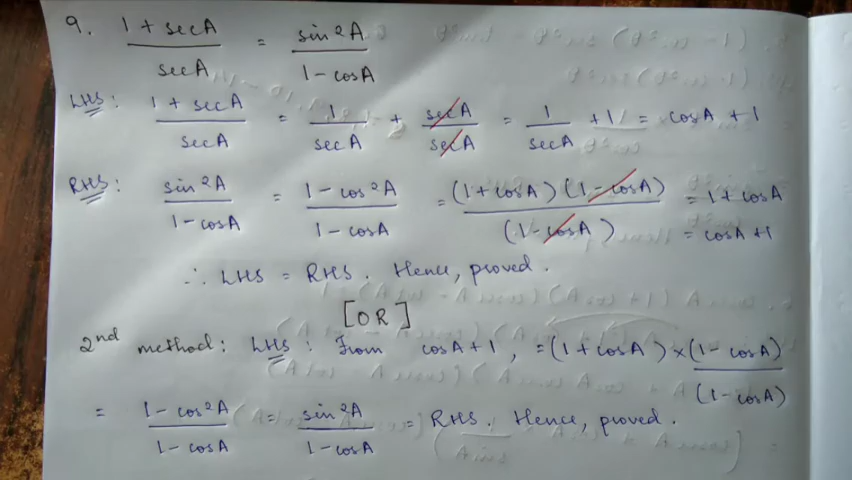 9. (1 + secA)/secA = sin²A/(1 - cosA)
LHS: (1 + secA)/secA = 1/secA + secA/secA = 1/secA + 1 = cosA + 1
RHS: sin²A/(1 - cosA) = (1 - cos²A)/(1 - cosA) = (1 + cosA)(1 - cosA)/(1 - cosA) = 1 + cosA
= cosA + 1
∴ LHS = RHS. Hence, proved.
[OR]
2nd method: LHS: From cosA + 1, = (1 + cosA) × (1 - cosA)/(1 - cosA)
= (1 - cos²A)/(1 - cosA) = sin²A/(1 - cosA) = RHS. Hence, proved.